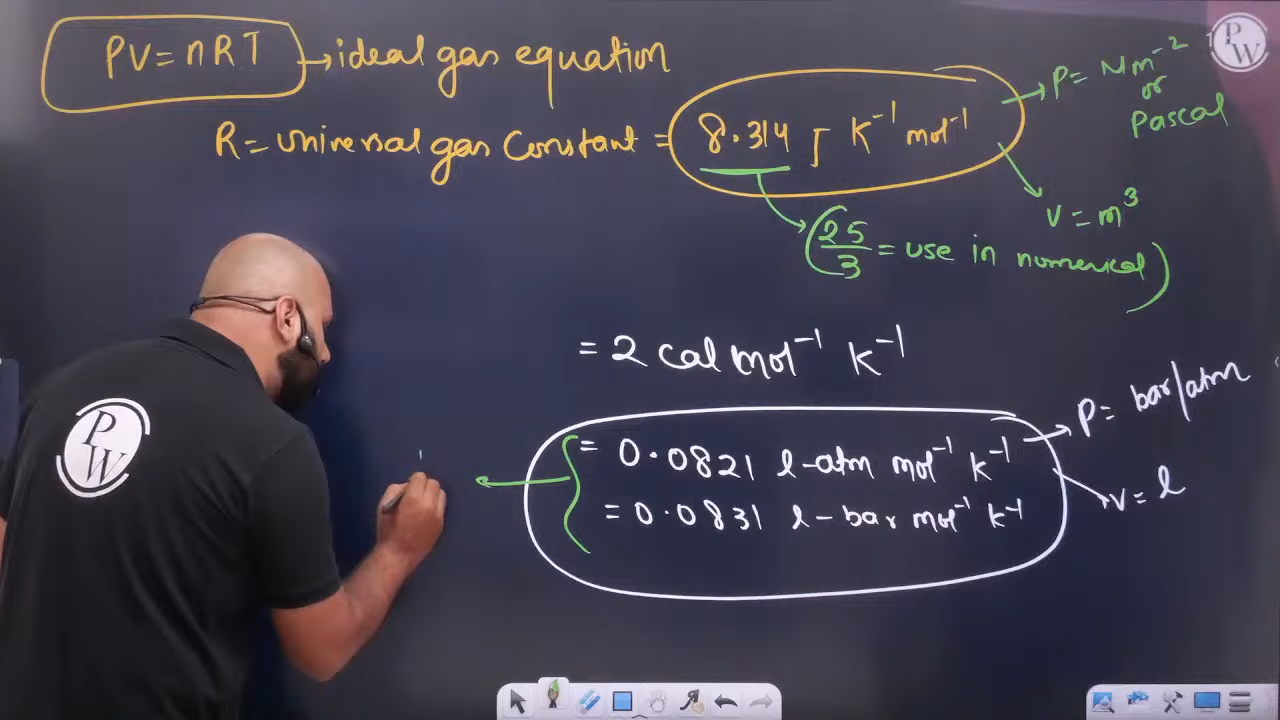 PV = nRT → ideal gas equation
R = universal gas constant = 8.314 J K⁻¹ mol⁻¹
P = Nm⁻²
or
Pascal
V = m³
(25/3 = use in numerical)
= 2 cal mol⁻¹ K⁻¹
= 0.0821 l-atm mol⁻¹ K⁻¹
P = bar/atm
= 0.0831 l-bar mol⁻¹ K⁻¹
V = l
PW
PW